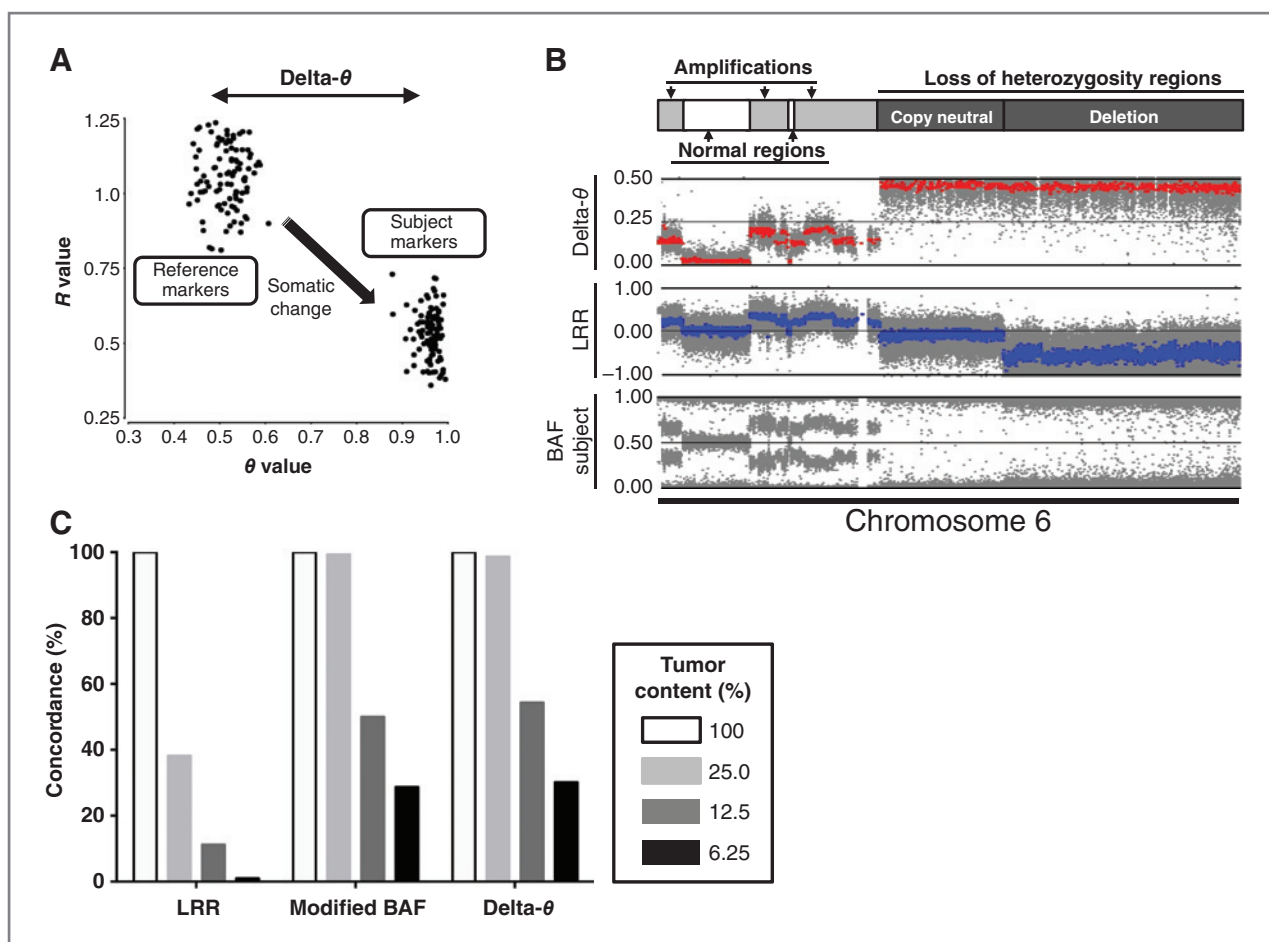 A
Delta-θ
1.25
1.0
0.75
0.5
0.25
R value
Reference
markers
Somatic
change
Subject
markers
0.3 0.4 0.5 0.6 0.7 0.8 0.9 1.0
θ value
B
Amplifications
Loss of heterozygosity regions
Copy neutral
Deletion
Normal regions
Delta-θ
0.50
0.25
0.00
LRR
1.00
0.00
−1.00
BAF
subject
1.00
0.50
0.00
Chromosome 6
C
Concordance (%)
100
80
60
40
20
0
LRR
Modified BAF
Delta-θ
Tumor
content (%)
100
25.0
12.5
6.25